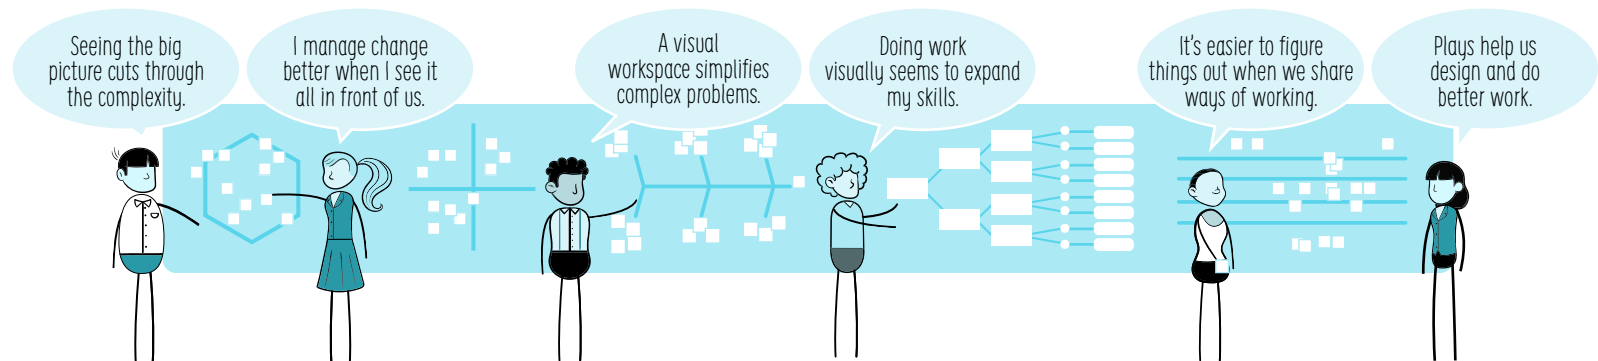 Seeing the big
picture cuts through
the complexity.
I manage change
better when I see it
all in front of us.
A visual
workspace simplifies
complex problems.
Doing work
visually seems to expand
my skills.
It's easier to figure
things out when we share
ways of working.
Plays help us
design and do
better work.